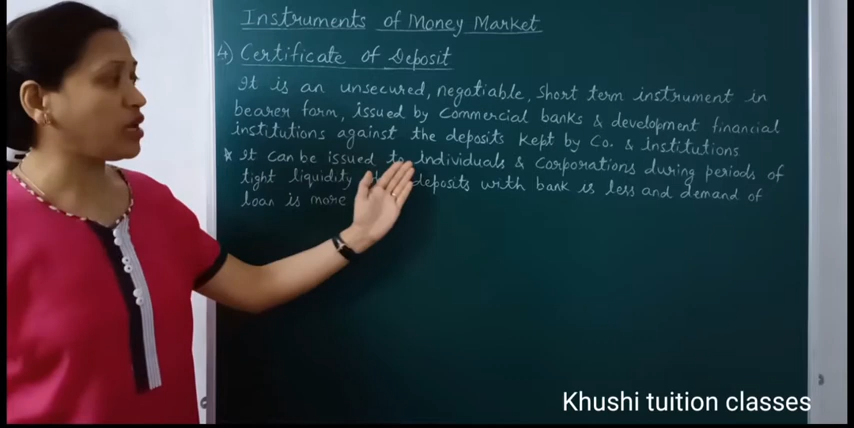 Instruments of Money Market
4) Certificate of Deposit
It is an unsecured, negotiable, short term instrument in
bearer form, issued by Commercial banks & development financial
institutions against the deposits kept by Co. & institutions
* It can be issued to individuals & corporations during periods of
tight liquidity deposits with bank is less and demand of
loan is more
Khushi tuition classes